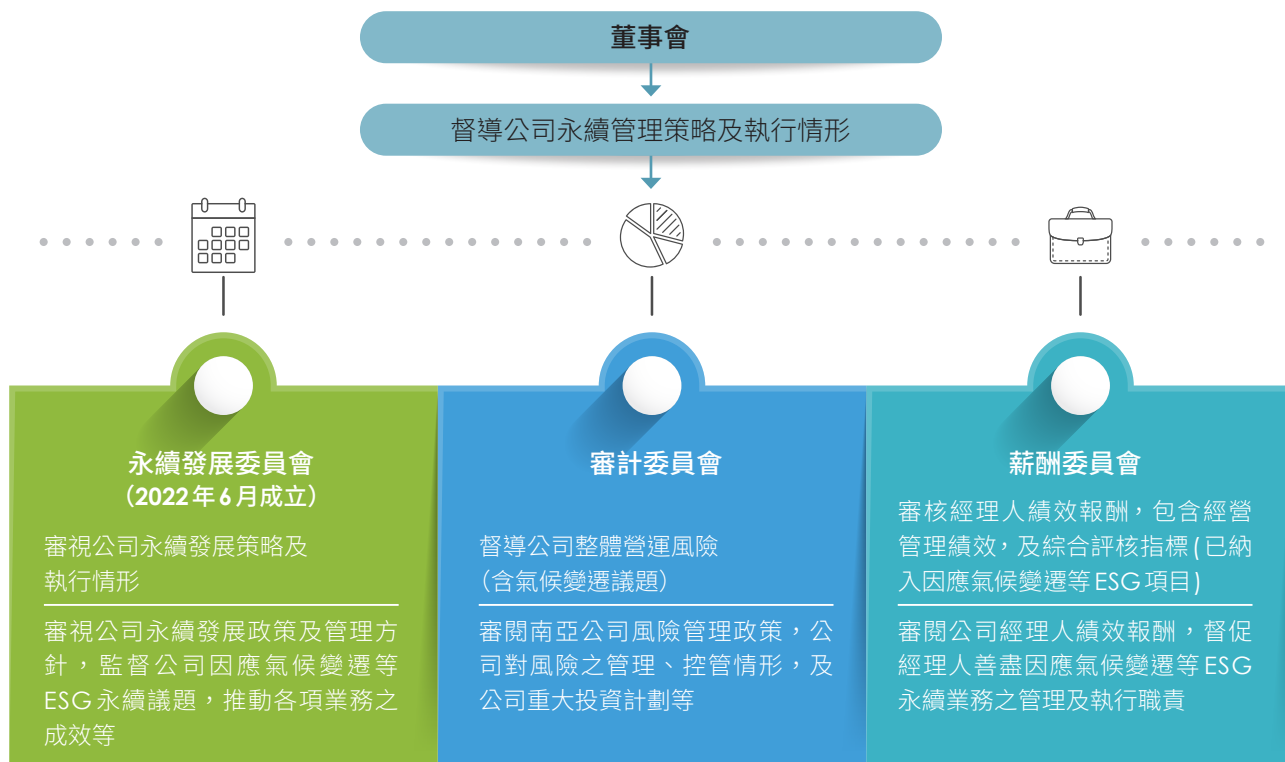 董事會
督導公司永續管理策略及執行情形
永續發展委員會
（2022年6月成立）
審視公司永續發展策略及
執行情形
審視公司永續發展政策及管理方
針，監督公司因應氣候變遷等
ESG永續議題，推動各項業務之
成效等
審計委員會
督導公司整體營運風險
（含氣候變遷議題）
審閱南亞公司風險管理政策，公
司對風險之管理、控管情形，及
公司重大投資計劃等
薪酬委員會
審核經理人績效報酬，包含經營
管理績效，及綜合評核指標(已納
入因應氣候變遷等ESG項目)
審閱公司經理人績效報酬，督促
經理人善盡因應氣候變遷等ESG
永續業務之管理及執行職責